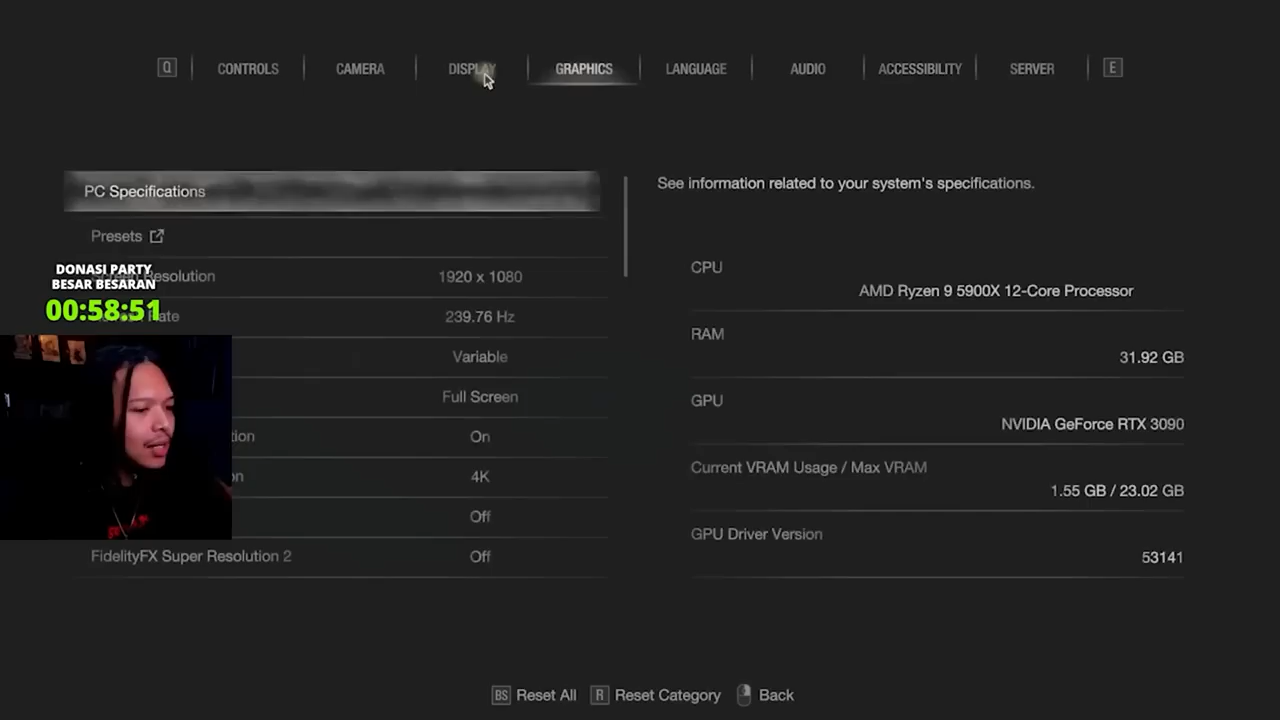 Q CONTROLS CAMERA DISPLAY GRAPHICS LANGUAGE AUDIO ACCESSIBILITY SERVER E
PC Specifications
Presets
Resolution 1920 x 1080
239.76 Hz
Variable
Full Screen
On
4K
Off
FidelityFX Super Resolution 2 Off
DONASI PARTY
BESAR BESARAN
00:58:51
See information related to your system's specifications.
CPU
AMD Ryzen 9 5900X 12-Core Processor
RAM
31.92 GB
GPU
NVIDIA GeForce RTX 3090
Current VRAM Usage / Max VRAM
1.55 GB / 23.02 GB
GPU Driver Version
53141
BS Reset All R Reset Category Back